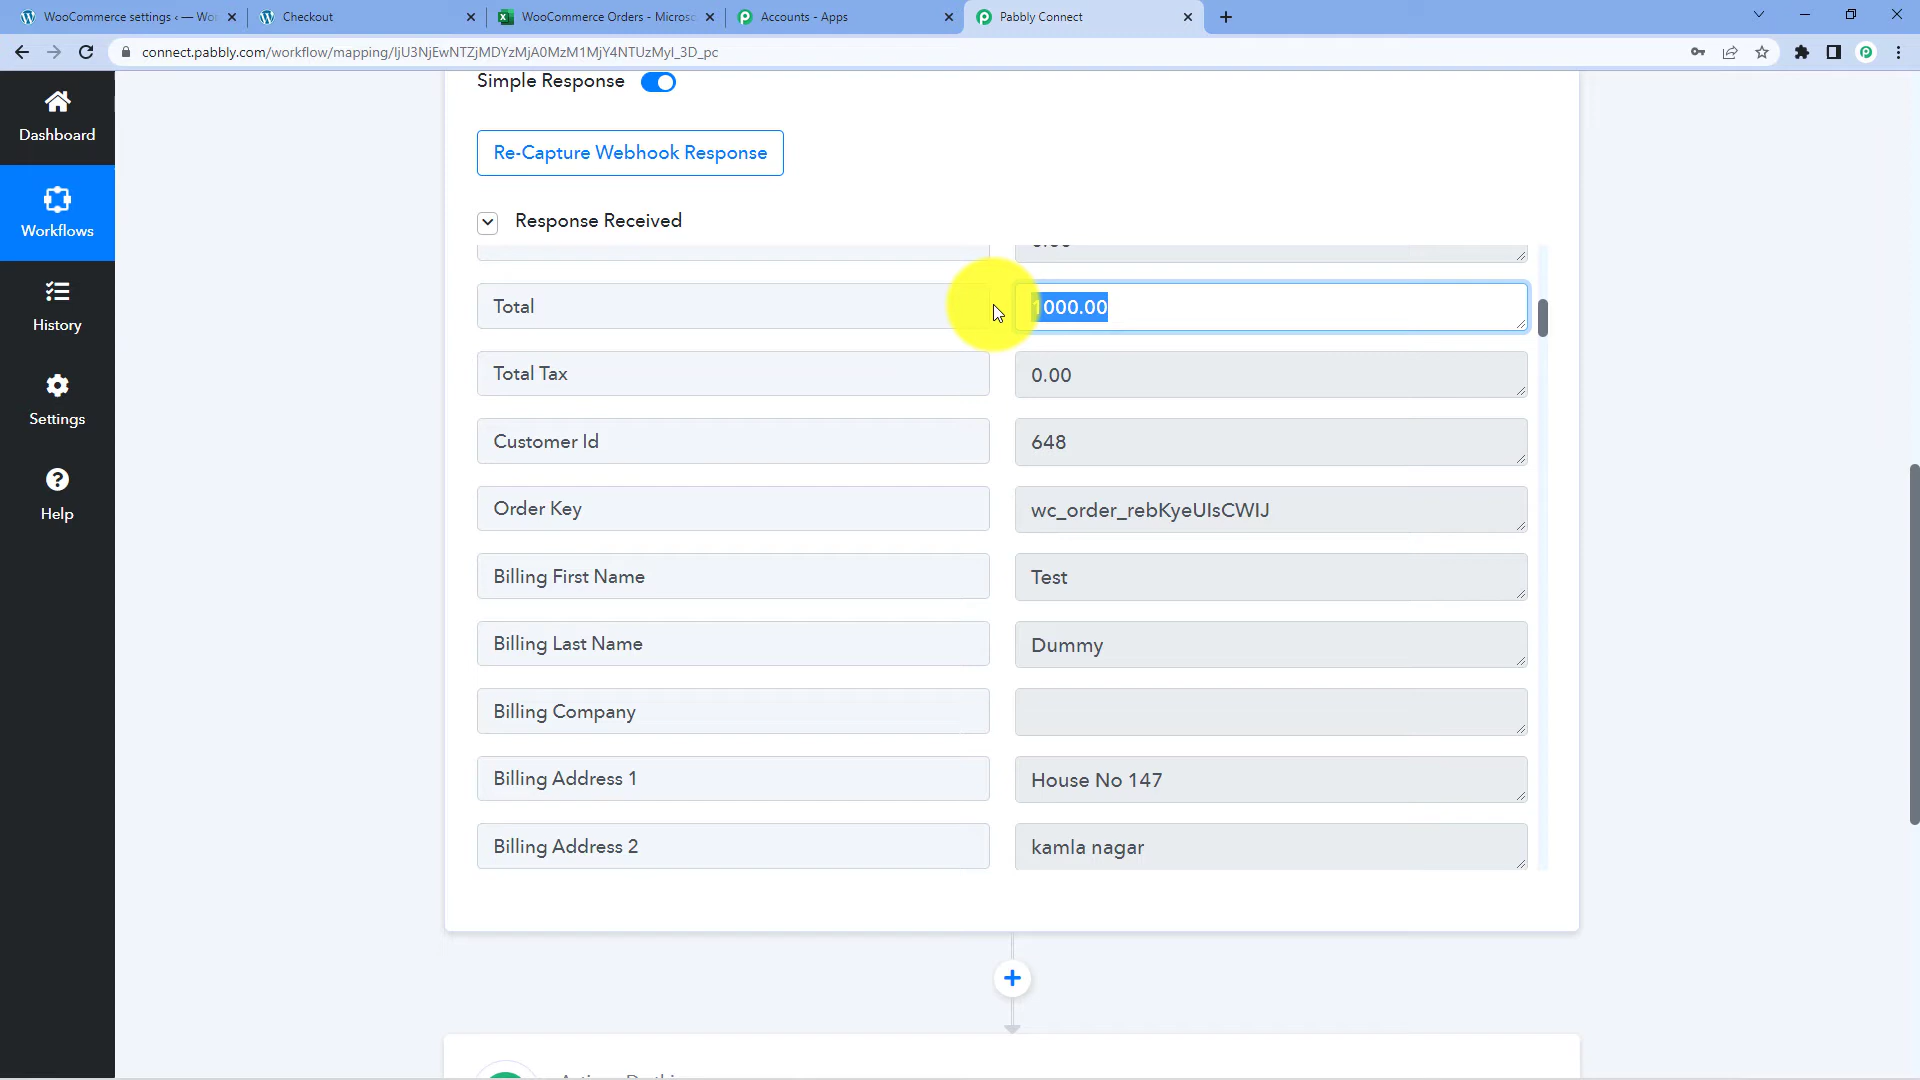 WooCommerce settings ‹ — Wo
Checkout
WooCommerce Orders - Micros
Accounts - Apps
Pabbly Connect
connect.pabbly.com/workflow/mapping/IjU3NjEwNTZjMDYzMjA0MzM1MjY4NTUzMyI_3D_pc
Dashboard
Workflows
History
Settings
Help
Simple Response
Re-Capture Webhook Response
Response Received
0.00
Total
1000.00
Total Tax
0.00
Customer Id
648
Order Key
wc_order_rebKyeUIsCWIJ
Billing First Name
Test
Billing Last Name
Dummy
Billing Company
Billing Address 1
House No 147
Billing Address 2
kamla nagar